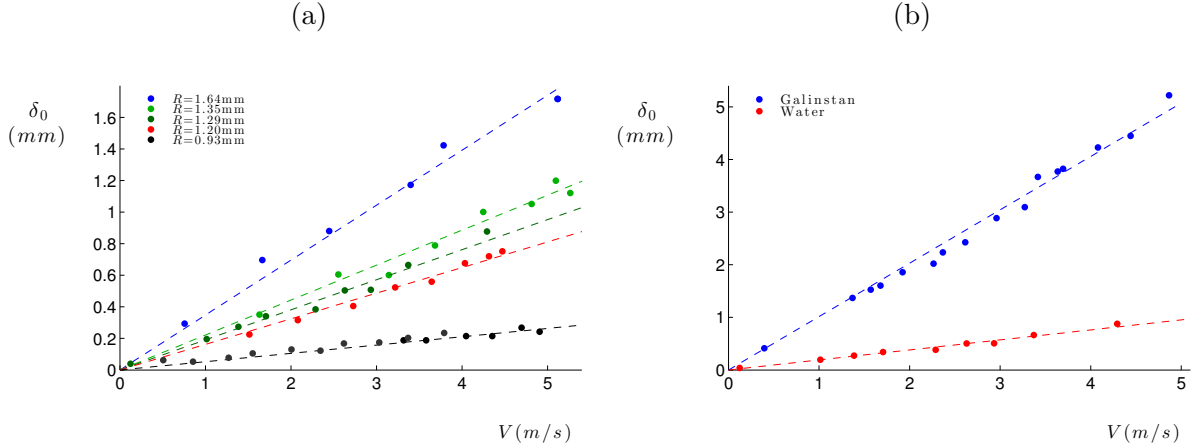 (a)
δ0
(mm)
R=1.64mm
R=1.35mm
R=1.29mm
R=1.20mm
R=0.93mm
1.6
1.4
1.2
1
0.8
0.6
0.4
0.2
0
0 1 2 3 4 5
V(m/s)
(b)
δ0
(mm)
Galinstan
Water
5
4
3
2
1
0
0 1 2 3 4 5
V(m/s)